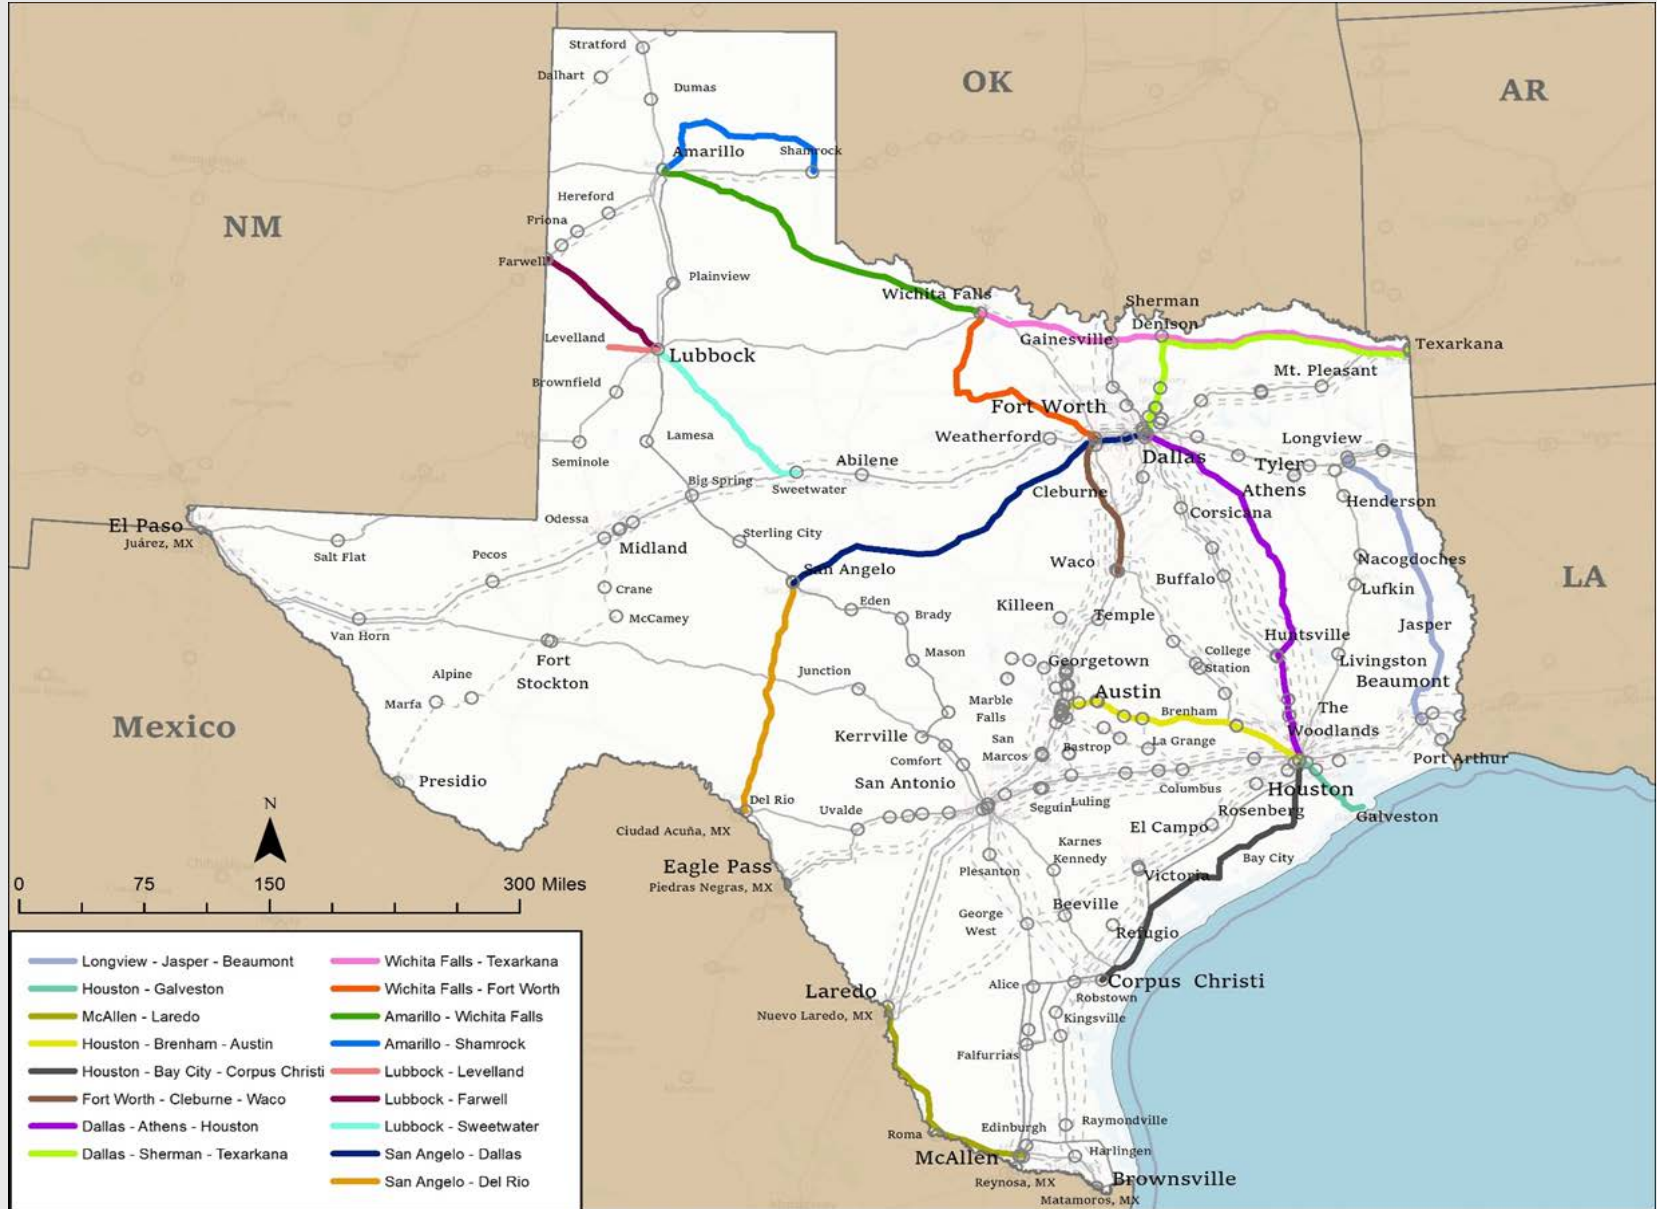 Stratford
OK
AR
Dalhart
Dumas
Amarillo
Shamrock
Hereford
NM
Friona
Farwell
Plainview
Wichita Falls
Sherman
Denison
Levelland
Gainesville
Texarkana
Lubbock
Mt. Pleasant
Brownfield
Fort Worth
Lamesa
Weatherford
Longview
Dallas
Seminole
Abilene
Tyler
Big Spring
Sweetwater
Cleburne
Athens
Henderson
El Paso
Juárez, MX
Odessa
Corsicana
Salt Flat
Pecos
Midland
Sterling City
San Angelo
Waco
Nacogdoches
Buffalo
LA
Crane
Lufkin
Eden
Killeen
McCamey
Brady
Temple
Jasper
Van Horn
Huntsville
Fort
Stockton
Mason
College
Station
Georgetown
Livingston
Alpine
Junction
Beaumont
Marfa
Austin
Marble
Falls
Brenham
The
Woodlands
Mexico
Kerrville
San
Marcos
Bastrop
La Grange
Comfort
Port Arthur
Presidio
San Antonio
Columbus
Houston
N
Del Rio
Uvalde
Seguin
Luling
Rosenberg
Galveston
Ciudad Acuña, MX
El Campo
Karnes
Kennedy
Bay City
Eagle Pass
Piedras Negras, MX
Plesanton
Victoria
0 75 150 300 Miles
Beeville
George
West
Refugio
Laredo
Nuevo Laredo, MX
Alice
Corpus Christi
Robstown
Kingsville
Falfurrias
Raymondville
Roma
Edinburgh
McAllen
Harlingen
Reynosa, MX
Brownsville
Matamoros, MX
Longview - Jasper - Beaumont
Houston - Galveston
McAllen - Laredo
Houston - Brenham - Austin
Houston - Bay City - Corpus Christi
Fort Worth - Cleburne - Waco
Dallas - Athens - Houston
Dallas - Sherman - Texarkana
Wichita Falls - Texarkana
Wichita Falls - Fort Worth
Amarillo - Wichita Falls
Amarillo - Shamrock
Lubbock - Levelland
Lubbock - Farwell
Lubbock - Sweetwater
San Angelo - Dallas
San Angelo - Del Rio